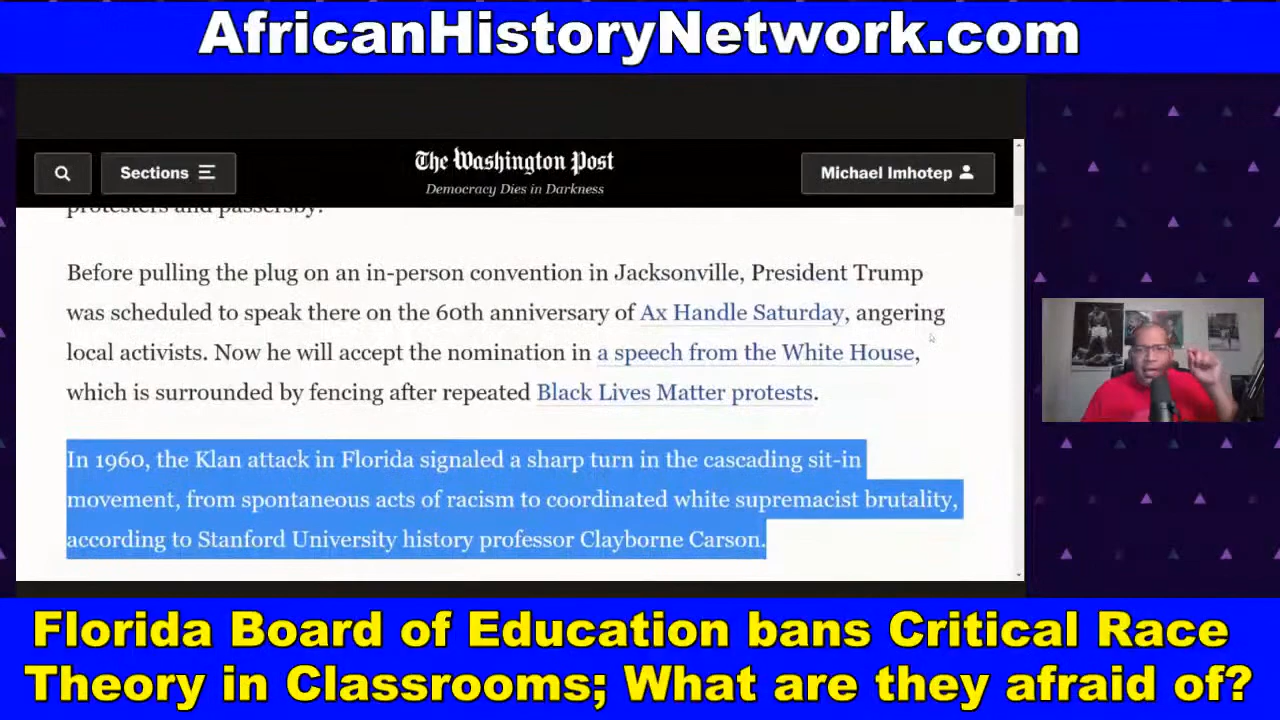 AfricanHistoryNetwork.com
Sections
The Washington Post
Democracy Dies in Darkness
Michael Imhotep
protesters and passersby.
Before pulling the plug on an in-person convention in Jacksonville, President Trump
was scheduled to speak there on the 60th anniversary of Ax Handle Saturday, angering
local activists. Now he will accept the nomination in a speech from the White House,
which is surrounded by fencing after repeated Black Lives Matter protests.
In 1960, the Klan attack in Florida signaled a sharp turn in the cascading sit-in
movement, from spontaneous acts of racism to coordinated white supremacist brutality,
according to Stanford University history professor Clayborne Carson.
Florida Board of Education bans Critical Race
Theory in Classrooms; What are they afraid of?